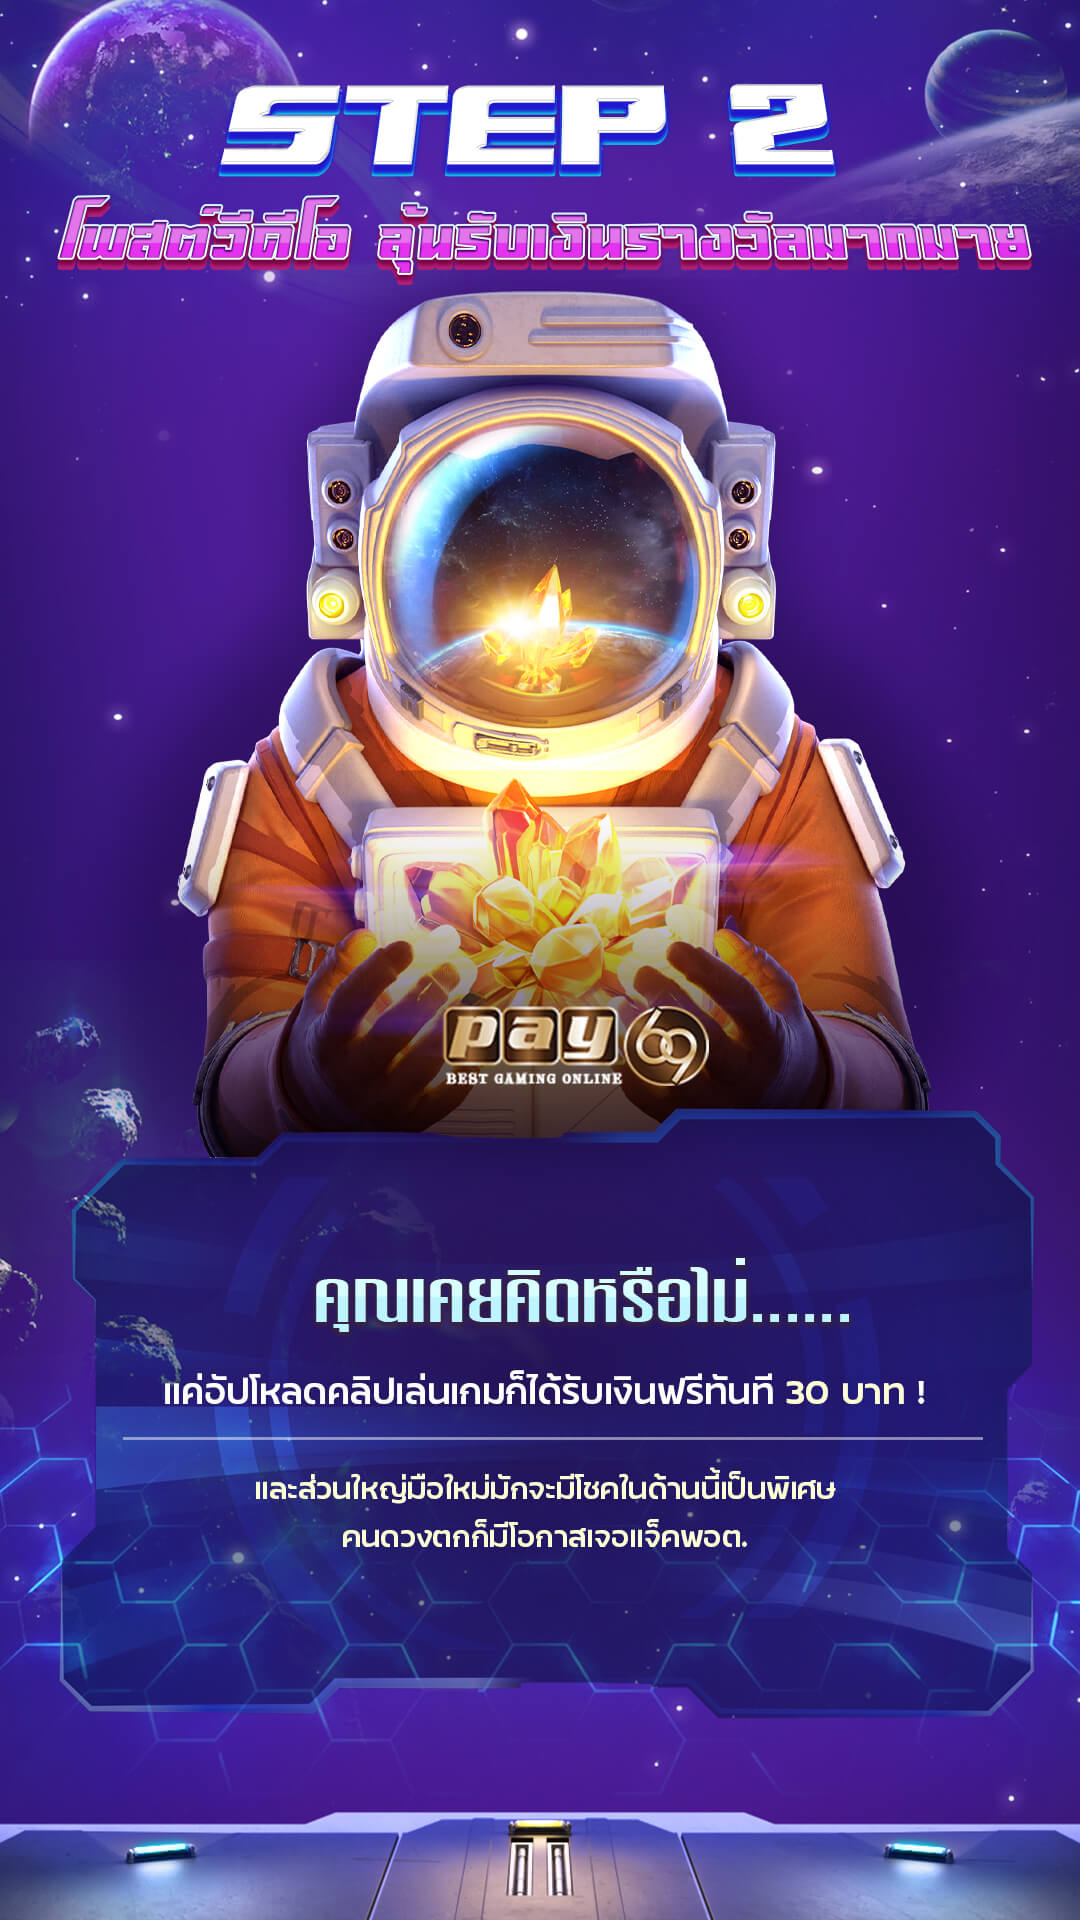 STEP 2
โพสต์วีดีโอ ลุ้นรับเงินรางวัลมากมาย
pay69
BEST GAMING ONLINE
คุณเคยคิดหรือไม่......
แค่อัปโหลดคลิปเล่นเกมก็ได้รับเงินฟรีทันที 30 บาท !
และส่วนใหญ่มือใหม่มักจะมีโชคในด้านนี้เป็นพิเศษ
คนดวงตกก็มีโอกาสเจอแจ็คพอต.